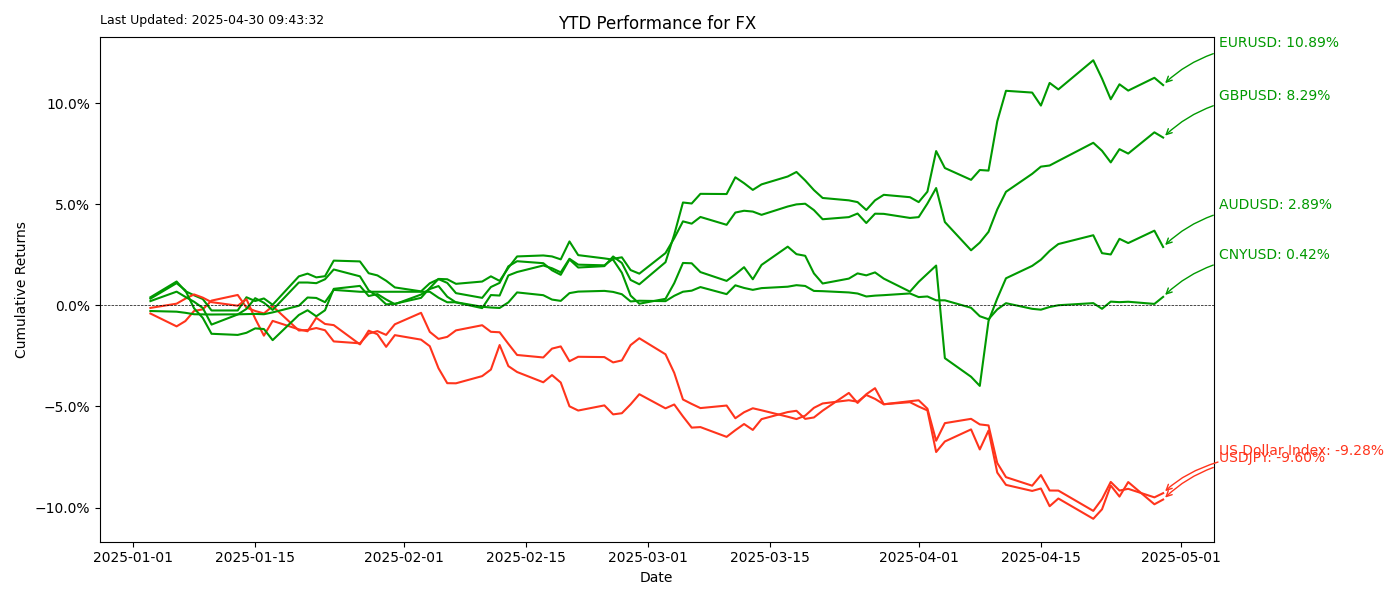 Last Updated: 2025-04-30 09:43:32
YTD Performance for FX
EURUSD: 10.89%
GBPUSD: 8.29%
AUDUSD: 2.89%
CNYUSD: 0.42%
US Dollar Index: -9.28%
USDJPY: -9.60%
Cumulative Returns
10.0%
5.0%
0.0%
−5.0%
−10.0%
2025-01-01 2025-01-15 2025-02-01 2025-02-15 2025-03-01 2025-03-15 2025-04-01 2025-04-15 2025-05-01
Date